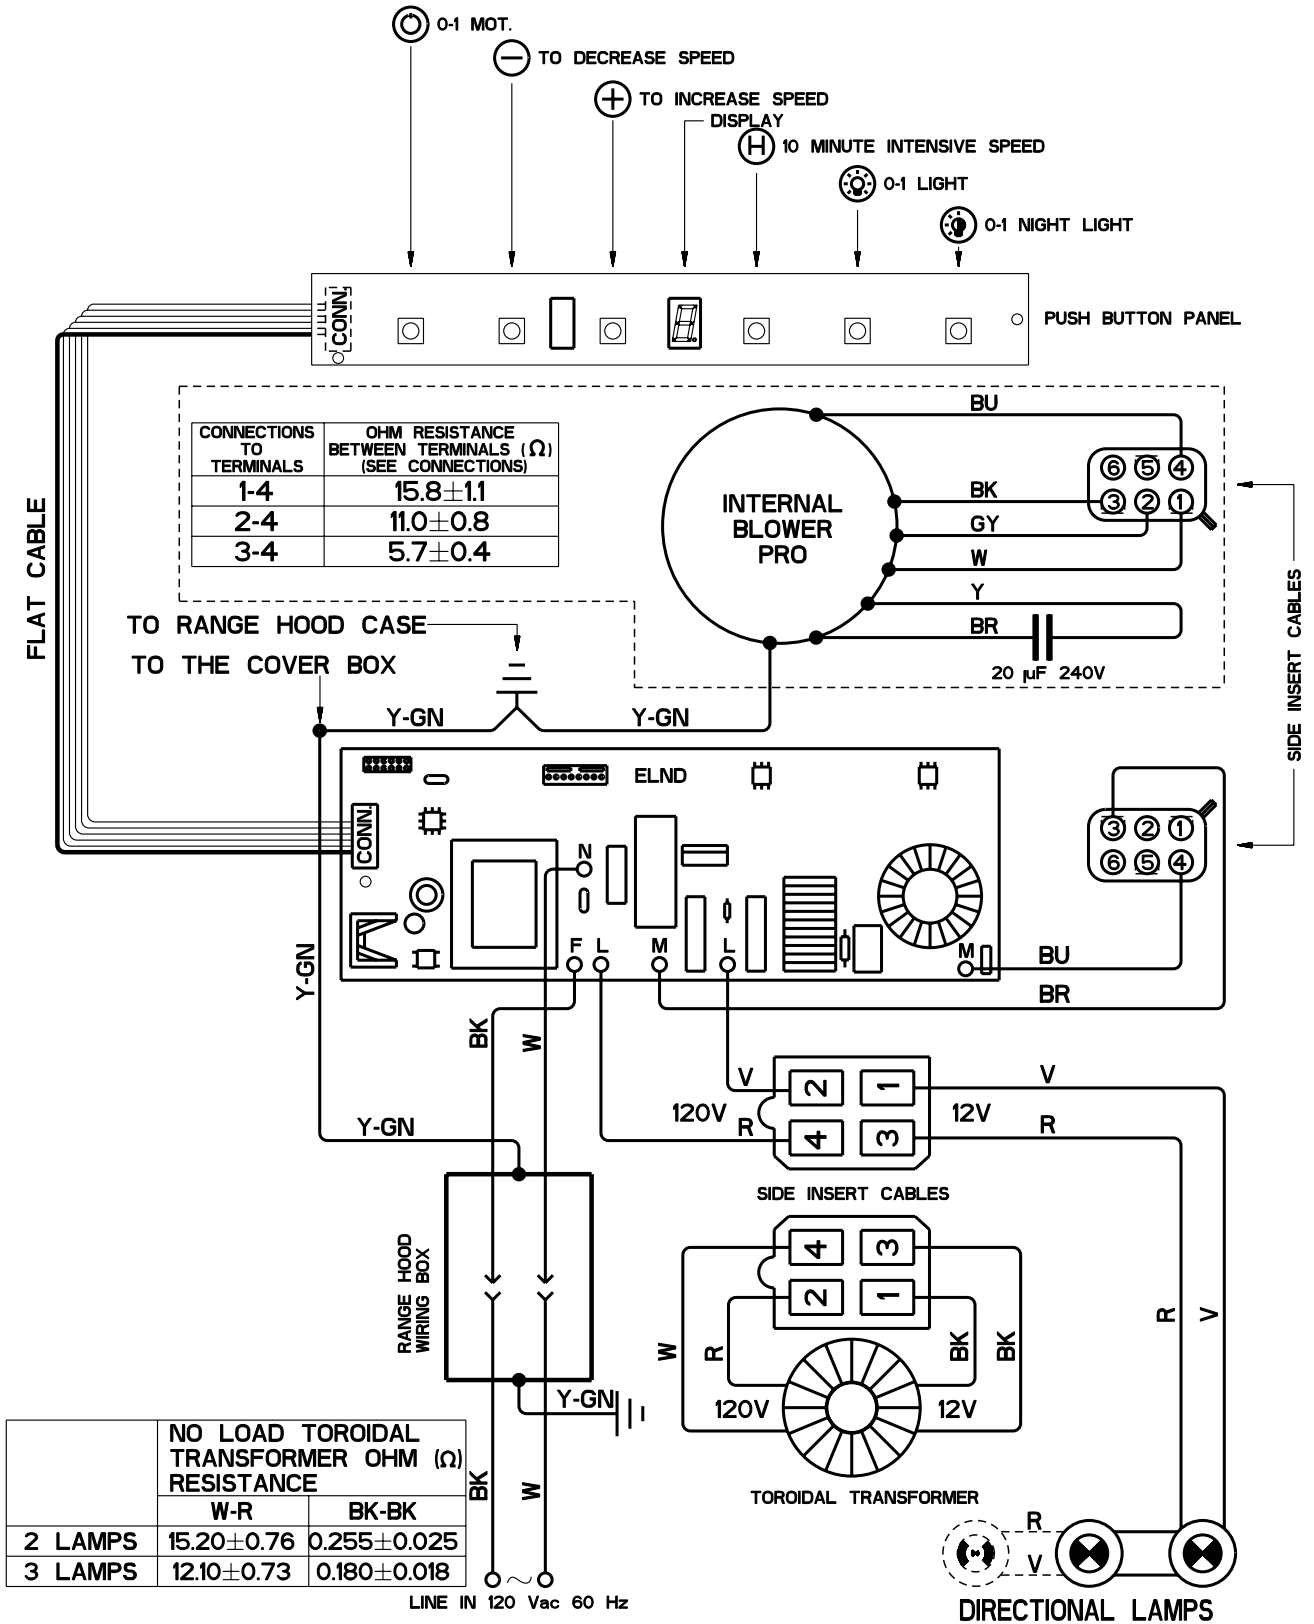 0-1 MOT.
TO DECREASE SPEED
TO INCREASE SPEED
DISPLAY
H 10 MINUTE INTENSIVE SPEED
0-1 LIGHT
0-1 NIGHT LIGHT
CONN.
PUSH BUTTON PANEL
FLAT CABLE
CONNECTIONS TO TERMINALS
OHM RESISTANCE BETWEEN TERMINALS (Ω) (SEE CONNECTIONS)
1-4 15.8±1.1
2-4 11.0±0.8
3-4 5.7±0.4
INTERNAL
BLOWER
PRO
BU
BK
GY
W
Y
BR
20 µF 240V
6 5 4
3 2 1
SIDE INSERT CABLES
TO RANGE HOOD CASE
TO THE COVER BOX
Y-GN
Y-GN
ELND
CONN.
N
F L M L M
3 2 1
6 5 4
BU
BR
Y-GN
BK
W
V
R
120V
2 1
4 3
12V
V
R
SIDE INSERT CABLES
Y-GN
RANGE HOOD
WIRING BOX
4 3
2 1
W
R
BK
BK
120V
12V
TOROIDAL TRANSFORMER
R
V
Y-GN
NO LOAD TOROIDAL
TRANSFORMER OHM (Ω)
RESISTANCE
W-R BK-BK
2 LAMPS 15.20±0.76 0.255±0.025
3 LAMPS 12.10±0.73 0.180±0.018
BK
W
LINE IN 120 Vac 60 Hz
R
V
DIRECTIONAL LAMPS